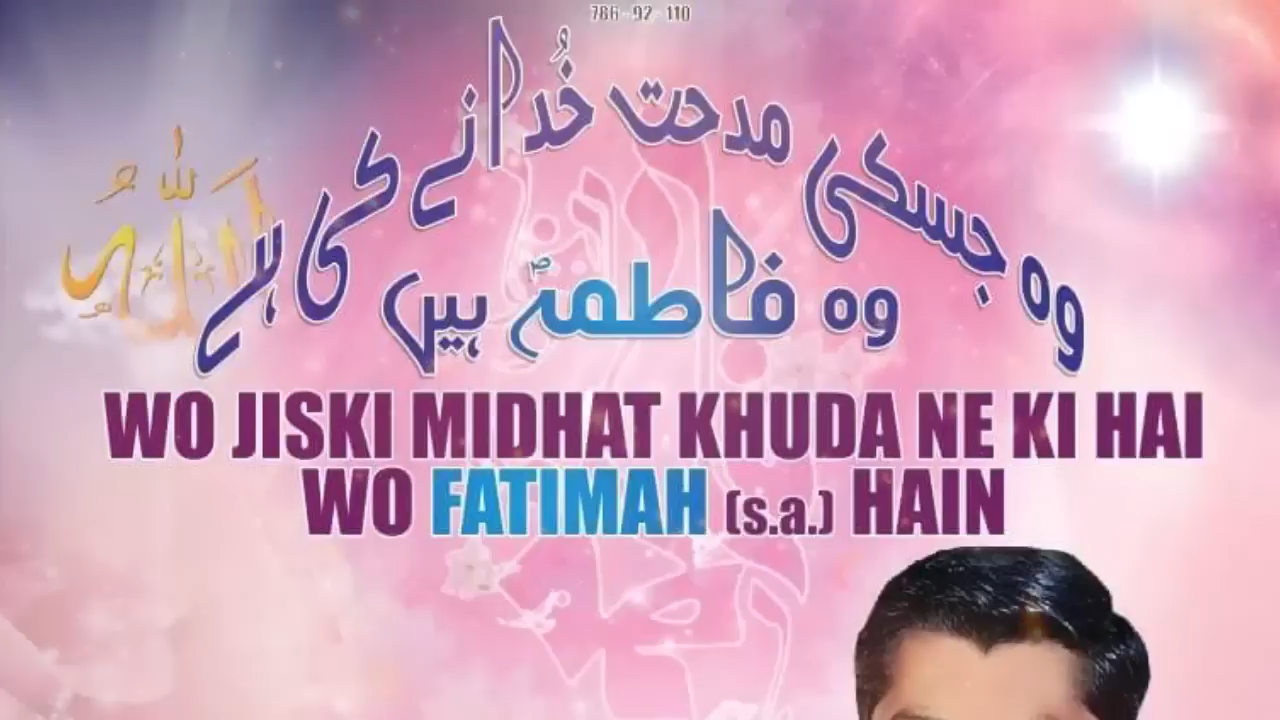 786-92-110
وہ جسکی مدحت خُدا نے کی ہے
اللہُ
وہ فاطمہؐ ہیں
WO JISKI MIDHAT KHUDA NE KI HAI
WO FATIMAH (s.a.) HAIN